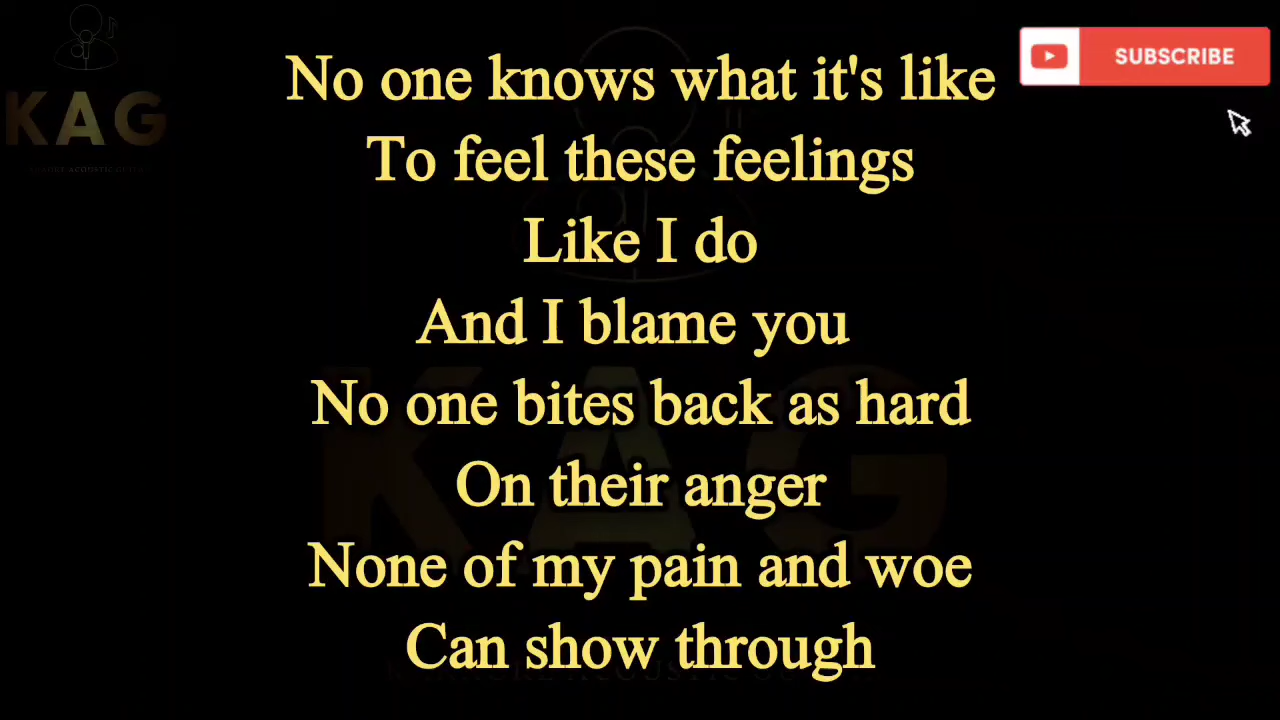 KAG
SUBSCRIBE
No one knows what it's like
To feel these feelings
Like I do
And I blame you
No one bites back as hard
On their anger
None of my pain and woe
Can show through
KAG